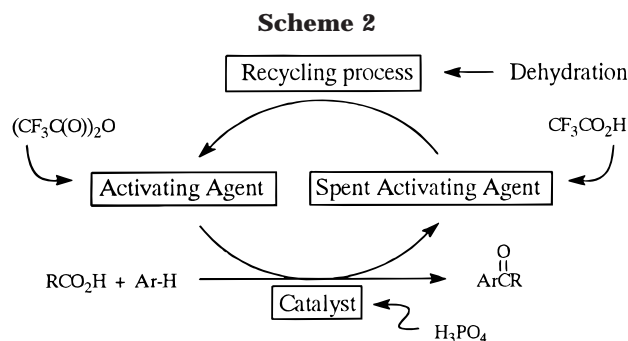 Scheme 2
Recycling process
Dehydration
(CF₃C(O))₂O
CF₃CO₂H
Activating Agent
Spent Activating Agent
RCO₂H + Ar-H
O
ArCR
Catalyst
H₃PO₄